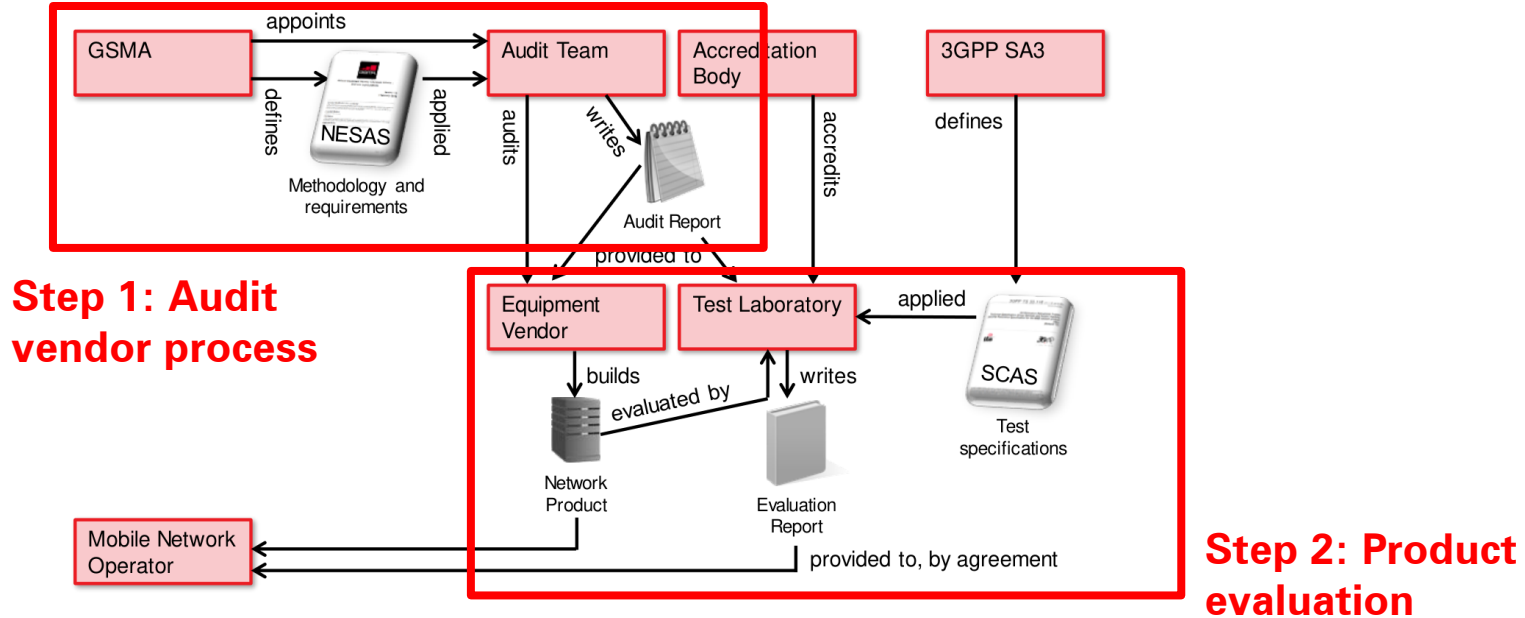 appoints
GSMA
Audit Team
Accreditation
Body
3GPP SA3
defines
NESAS
applied
audits
writes
accredits
defines
Methodology and
requirements
Audit Report
provided to
Step 1: Audit
vendor process
Equipment
Vendor
Test Laboratory
applied
SCAS
builds
evaluated by
writes
Test
specifications
Network
Product
Evaluation
Report
Mobile Network
Operator
provided to, by agreement
Step 2: Product
evaluation